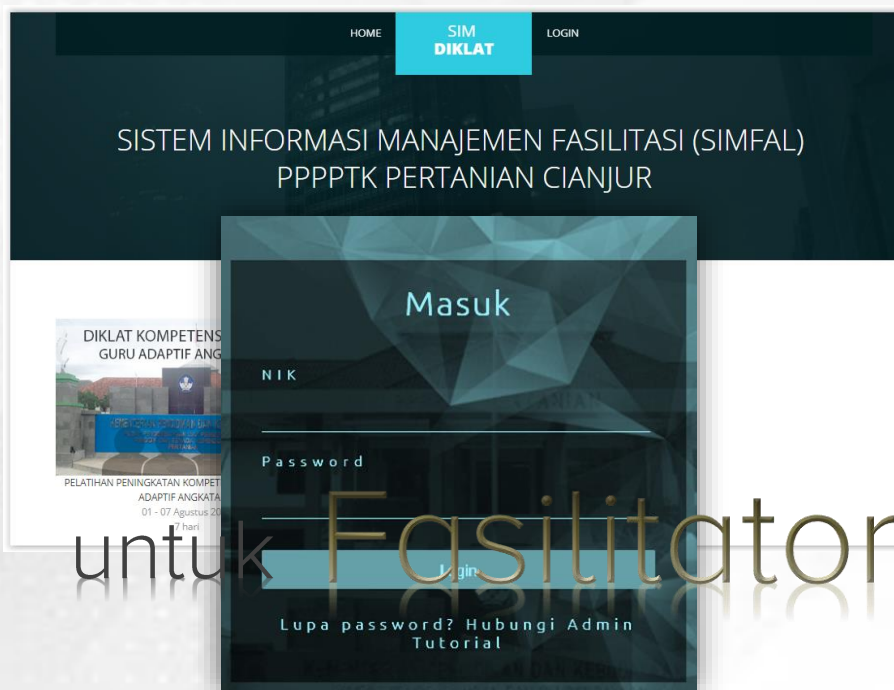 HOME
SIM
DIKLAT
LOGIN
SISTEM INFORMASI MANAJEMEN FASILITASI (SIMFAL)
PPPPTK PERTANIAN CIANJUR
DIKLAT KOMPETENS
GURU ADAPTIF ANG
PELATIHAN PENINGKATAN KOMPET
ADAPTIF ANGKATA
01 - 07 Agustus 20
7 hari
Masuk
NIK
Password
Login
Lupa password? Hubungi Admin
Tutorial
untuk Fasilitator